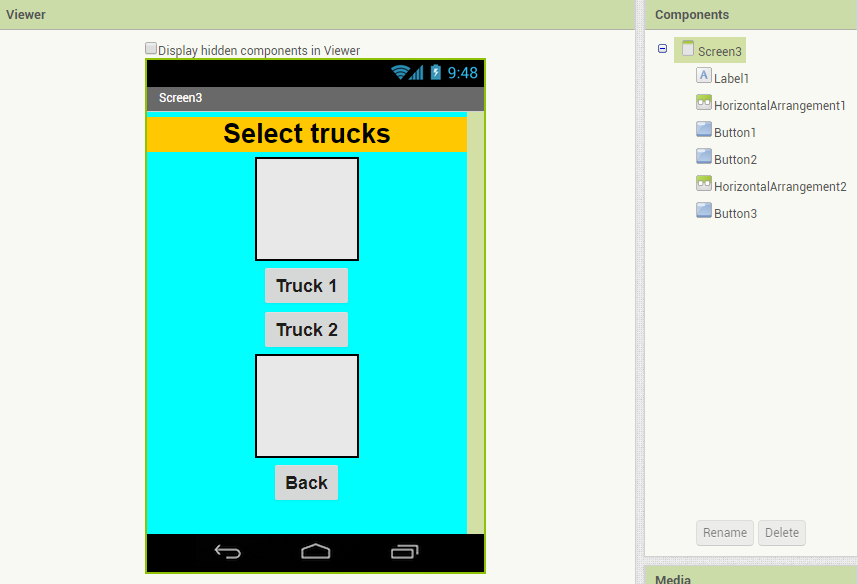 Viewer
Display hidden components in Viewer
9:48
Screen3
Select trucks
Truck 1
Truck 2
Back
Components
Screen3
A Label1
HorizontalArrangement1
Button1
Button2
HorizontalArrangement2
Button3
Rename Delete
Media